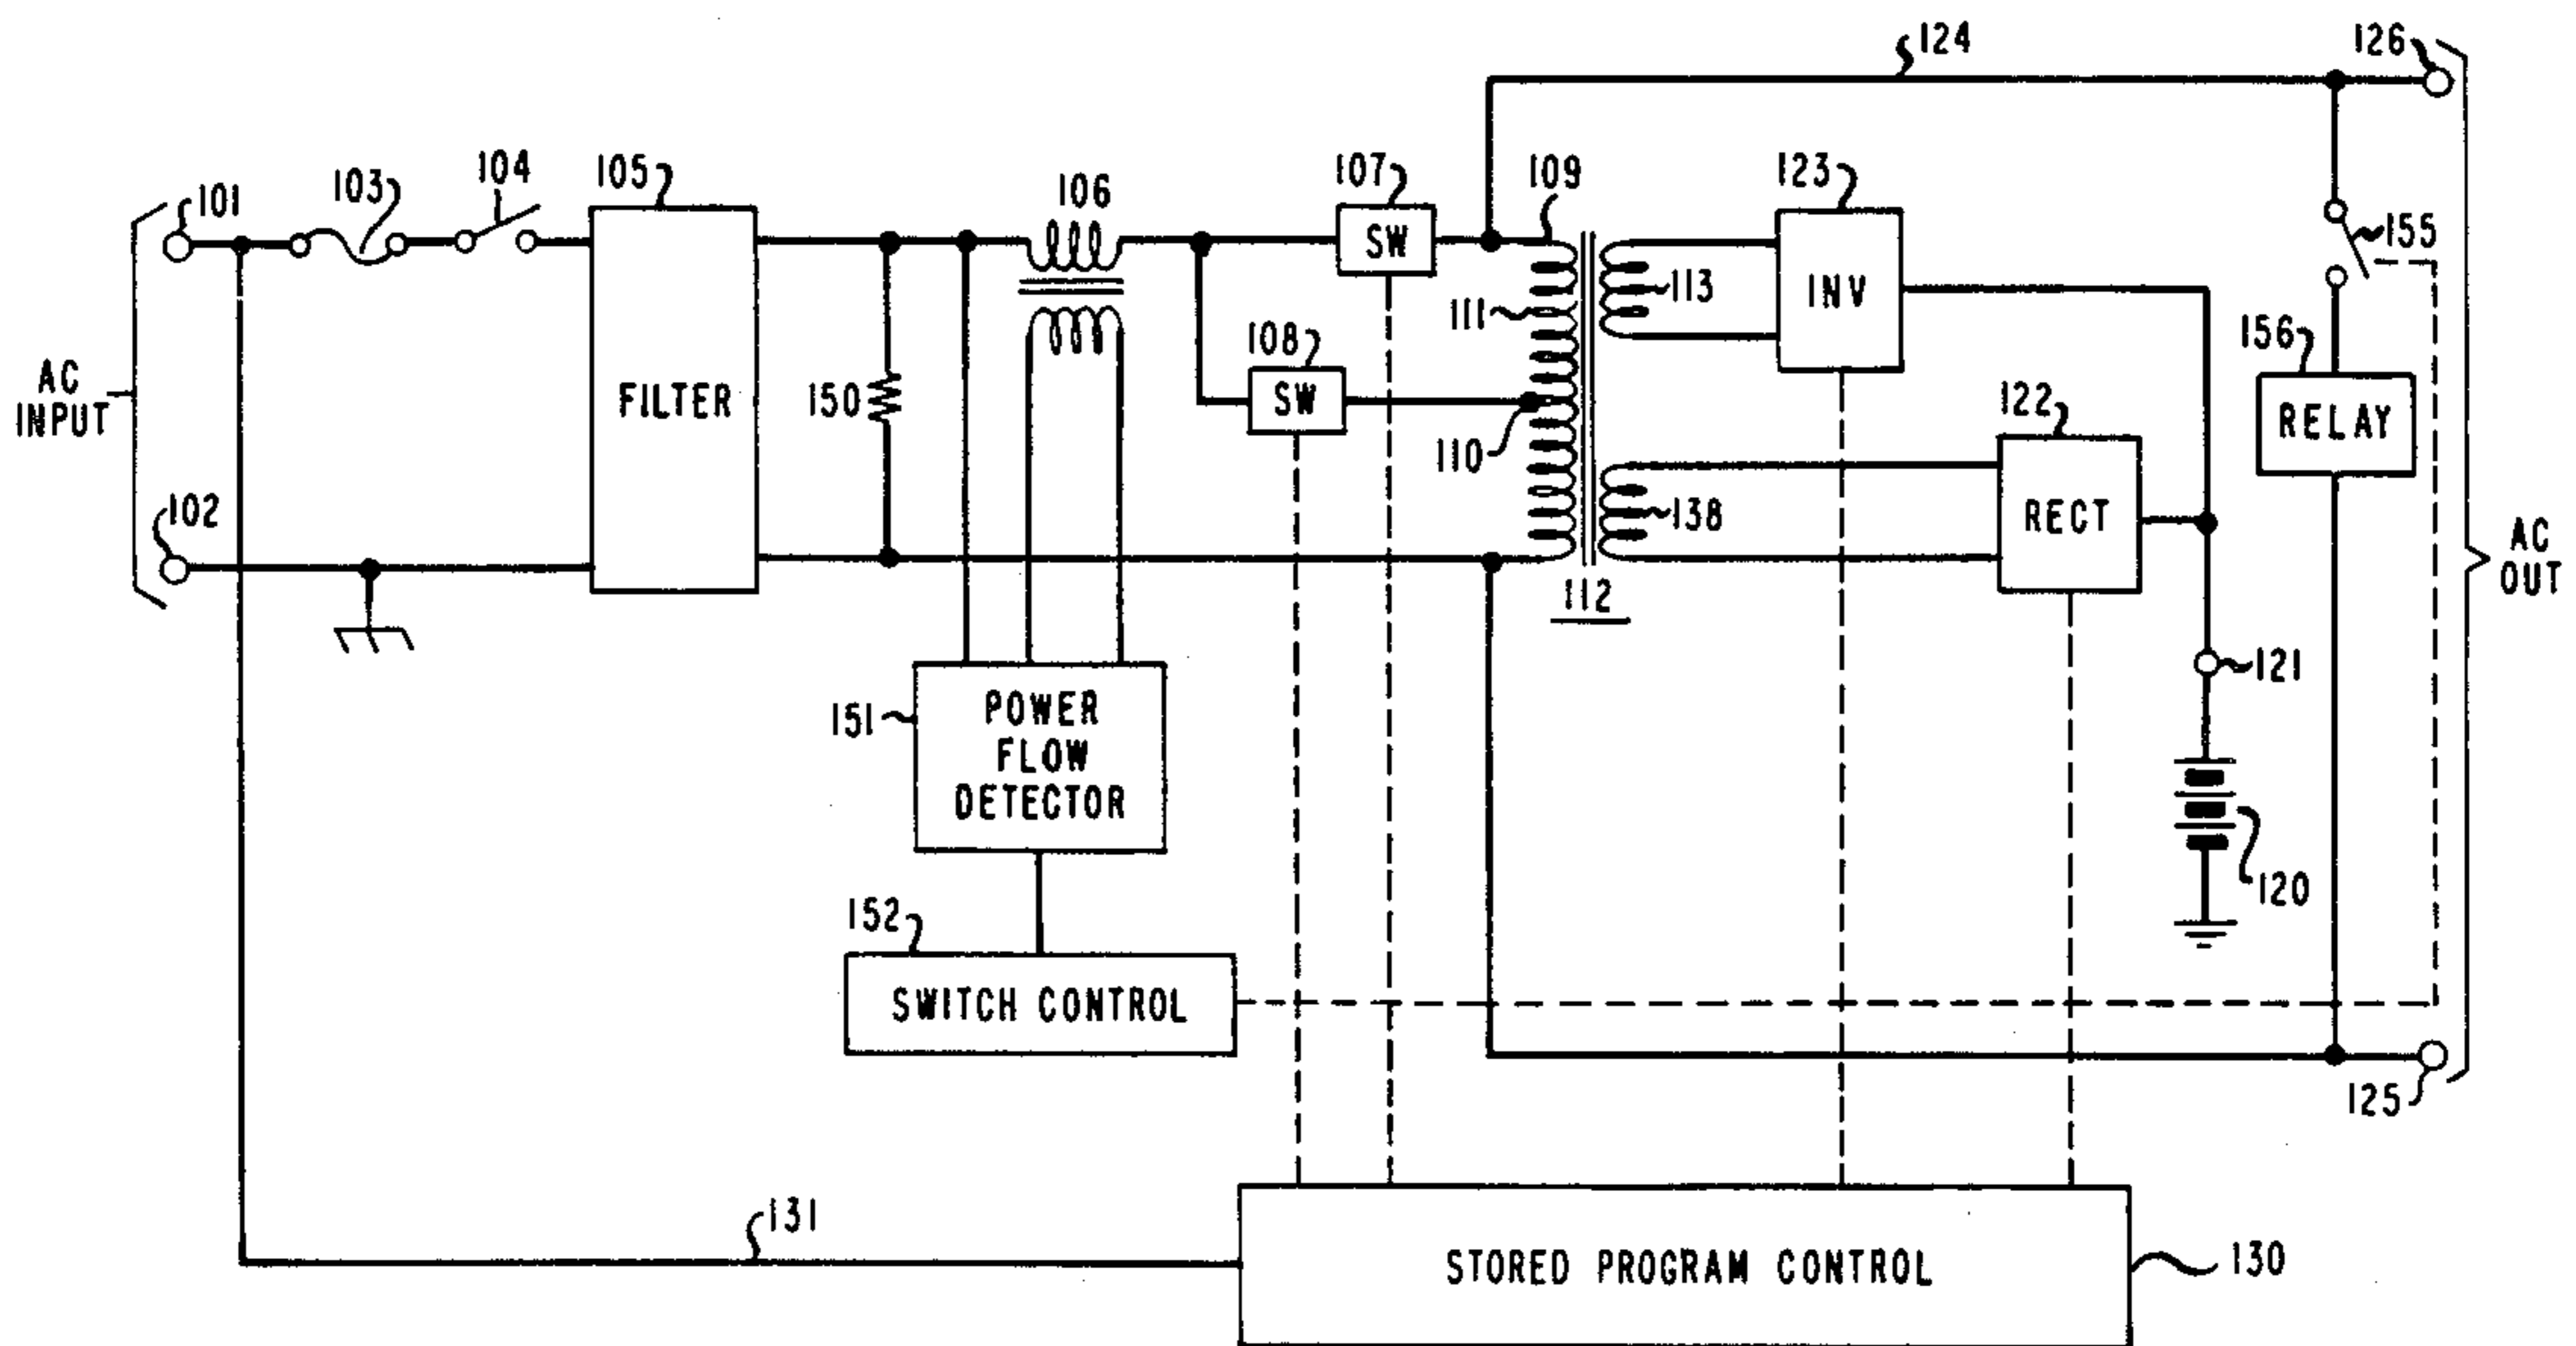 124
126
101
103
104
105
106
107
109
123
155
AC
INPUT
FILTER
150
SW
111
113
INV
108
SW
156
RELAY
110
122
102
138
RECT
AC
OUT
112
121
151
POWER
FLOW
DETECTOR
120
152
SWITCH CONTROL
125
131
STORED PROGRAM CONTROL
130